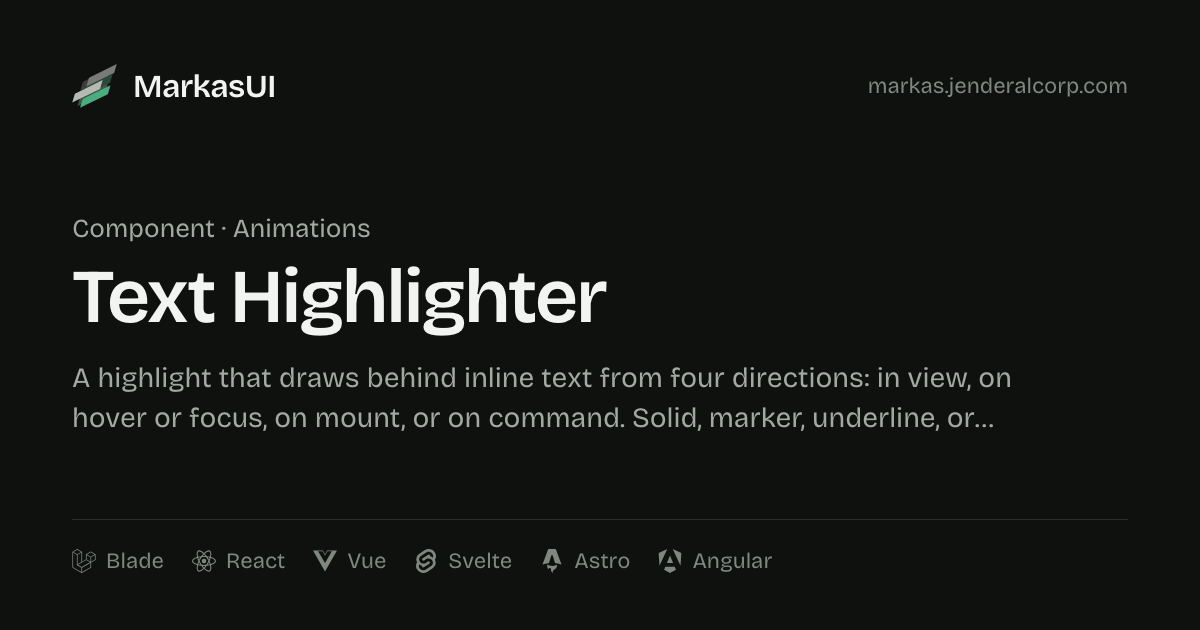 MarkasUI
markas.jenderalcorp.com
Component · Animations
Text Highlighter
A highlight that draws behind inline text from four directions: in view, on
hover or focus, on mount, or on command. Solid, marker, underline, or...
Blade React Vue Svelte Astro Angular